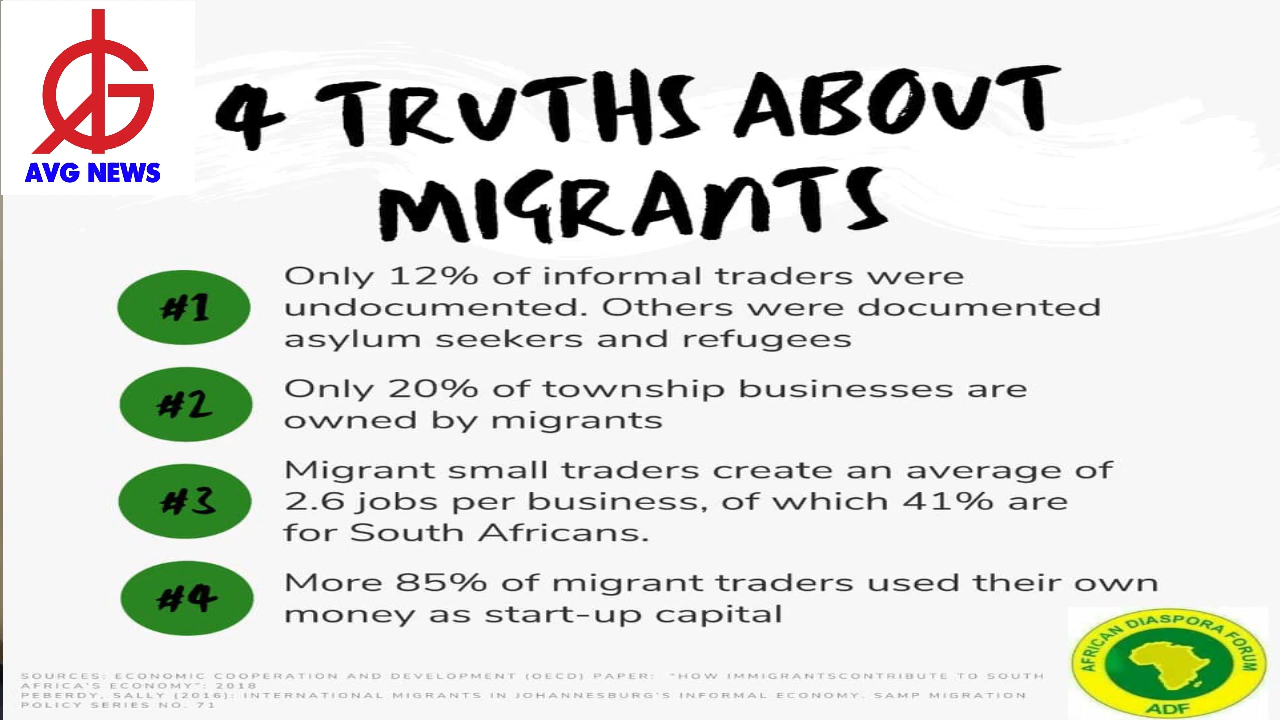 AVG NEWS
4 TRUTHS ABOUT
MIGRANTS
#1
Only 12% of informal traders were
undocumented. Others were documented
asylum seekers and refugees
#2
Only 20% of township businesses are
owned by migrants
#3
Migrant small traders create an average of
2.6 jobs per business, of which 41% are
for South Africans.
#4
More 85% of migrant traders used their own
money as start-up capital
SOURCES: ECONOMIC COOPERATION AND DEVELOPMENT (OECD) PAPER: "HOW IMMIGRANTSCONTRIBUTE TO SOUTH
AFRICA'S ECONOMY": 2018
PEBERDY, SALLY (2016): INTERNATIONAL MIGRANTS IN JOHANNESBURG'S INFORMAL ECONOMY. SAMP MIGRATION
POLICY SERIES NO. 71
AFRICAN DIASPORA FORUM
ADF